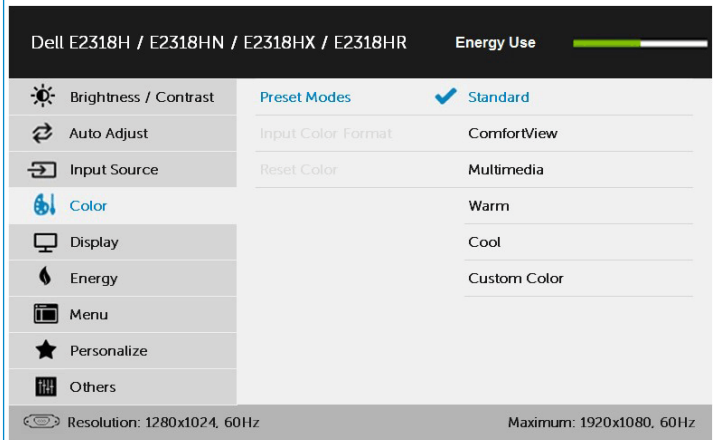 Dell E2318H / E2318HN / E2318HX / E2318HR Energy Use
Brightness / Contrast Preset Modes Standard
Auto Adjust Input Color Format ComfortView
Input Source Reset Color Multimedia
Color Warm
Display Cool
Energy Custom Color
Menu
Personalize
Others
Resolution: 1280x1024, 60Hz Maximum: 1920x1080, 60Hz